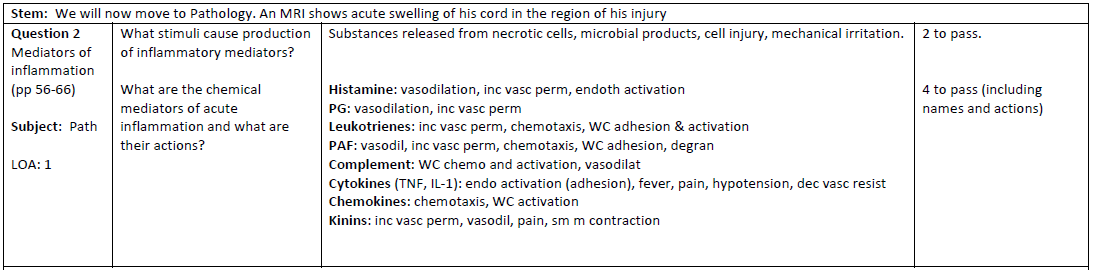 Stem: We will now move to Pathology. An MRI shows acute swelling of his cord in the region of his injury
Question 2
Mediators of
inflammation
(pp 56-66)
Subject: Path
LOA: 1
What stimuli cause production
of inflammatory mediators?
What are the chemical
mediators of acute
inflammation and what are
their actions?
Substances released from necrotic cells, microbial products, cell injury, mechanical irritation.
Histamine: vasodilation, inc vasc perm, endoth activation
PG: vasodilation, inc vasc perm
Leukotrienes: inc vasc perm, chemotaxis, WC adhesion & activation
PAF: vasodil, inc vasc perm, chemotaxis, WC adhesion, degran
Complement: WC chemo and activation, vasodilat
Cytokines (TNF, IL-1): endo activation (adhesion), fever, pain, hypotension, dec vasc resist
Chemokines: chemotaxis, WC activation
Kinins: inc vasc perm, vasodil, pain, sm m contraction
2 to pass.
4 to pass (including
names and actions)